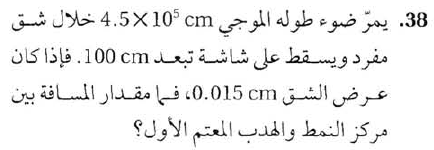 38. يمرّ ضوء طوله الموجي 4.5×10⁵ cm خلال شق
مفرد ويسقط على شاشة تبعد 100 cm. فإذا كان
عرض الشق 0.015 cm، فما مقدار المسافة بين
مركز النمط والهدب المعتم الأول؟